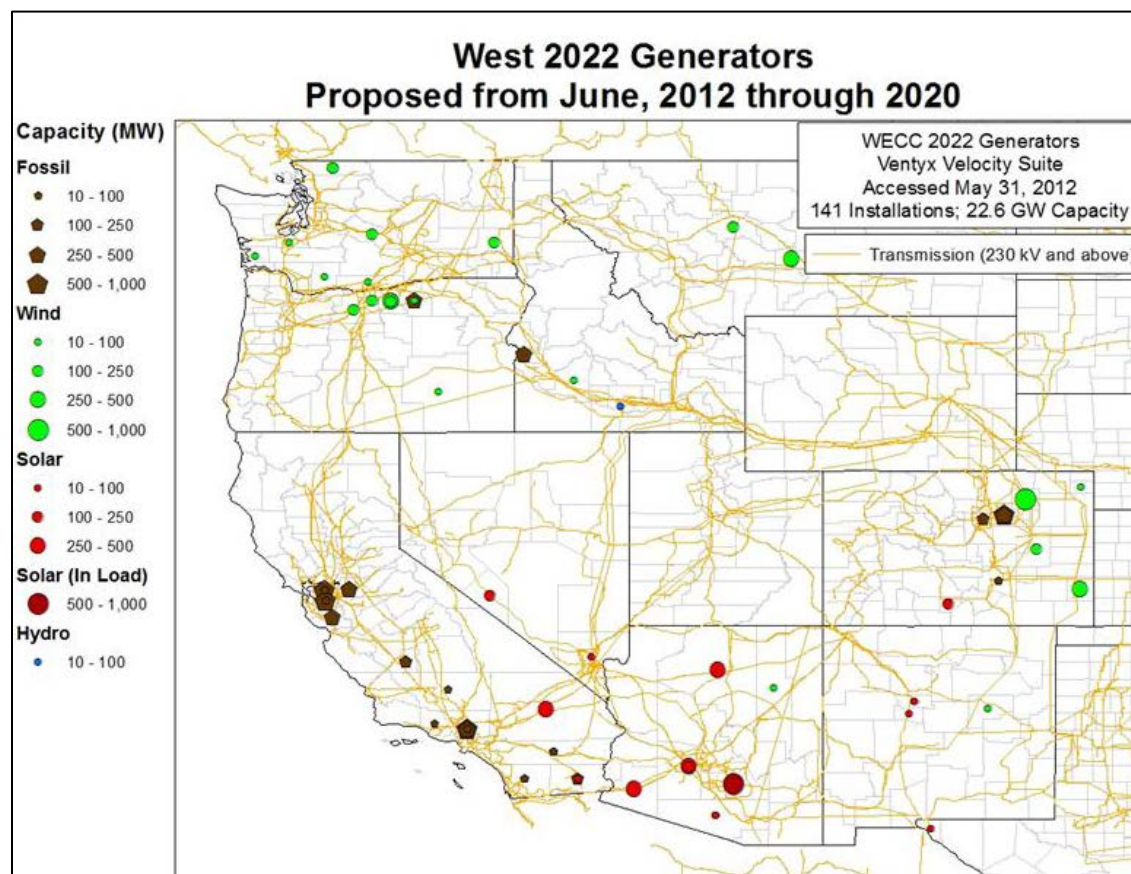 West 2022 Generators
Proposed from June, 2012 through 2020
Capacity (MW)
Fossil
10 - 100
100 - 250
250 - 500
500 - 1,000
Wind
10 - 100
100 - 250
250 - 500
500 - 1,000
Solar
10 - 100
100 - 250
250 - 500
Solar (In Load)
500 - 1,000
Hydro
10 - 100
WECC 2022 Generators
Ventyx Velocity Suite
Accessed May 31, 2012
141 Installations; 22.6 GW Capacity
Transmission (230 kV and above)